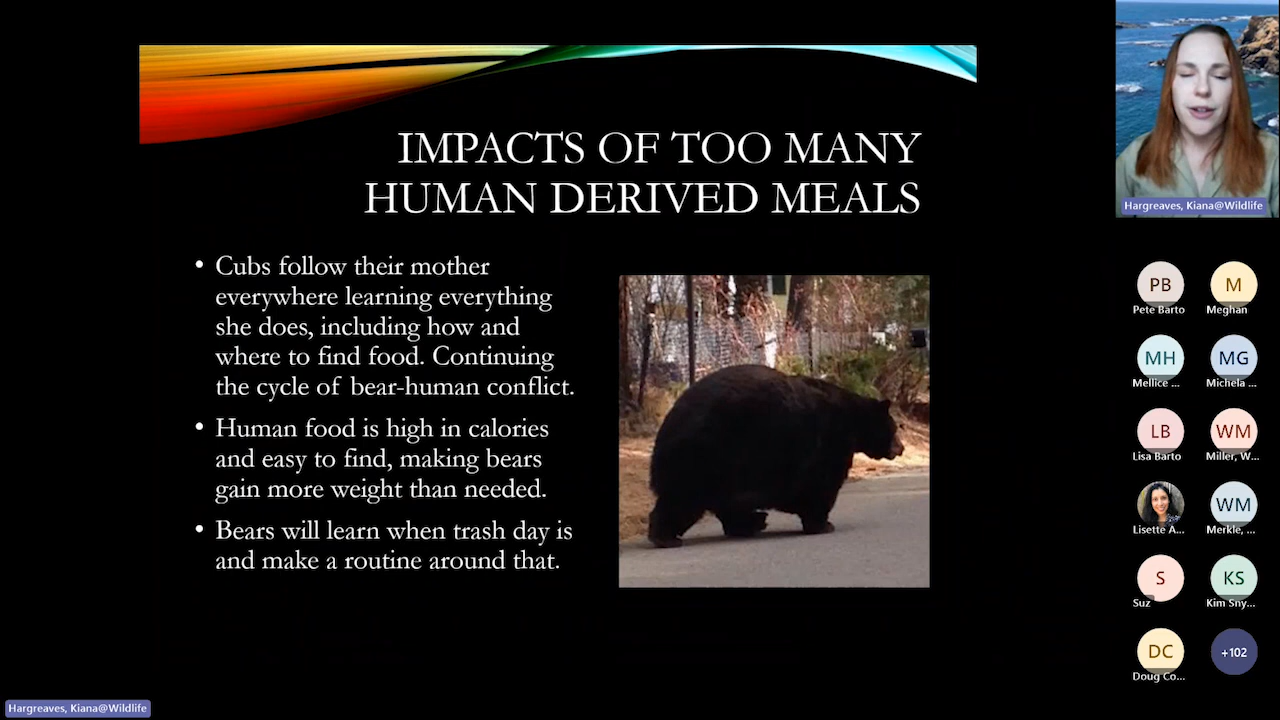 IMPACTS OF TOO MANY
HUMAN DERIVED MEALS
• Cubs follow their mother
everywhere learning everything
she does, including how and
where to find food. Continuing
the cycle of bear-human conflict.
• Human food is high in calories
and easy to find, making bears
gain more weight than needed.
• Bears will learn when trash day is
and make a routine around that.
Hargreaves, Kiana@Wildlife
PB
Pete Barto
M
Meghan
MH
Mellice ...
MG
Michela ...
LB
Lisa Barto
WM
Miller, W...
Lisette A...
WM
Merkle, ...
S
Suz
KS
Kim Sny...
DC
Doug Co...
+102
Hargreaves, Kiana@Wildlife